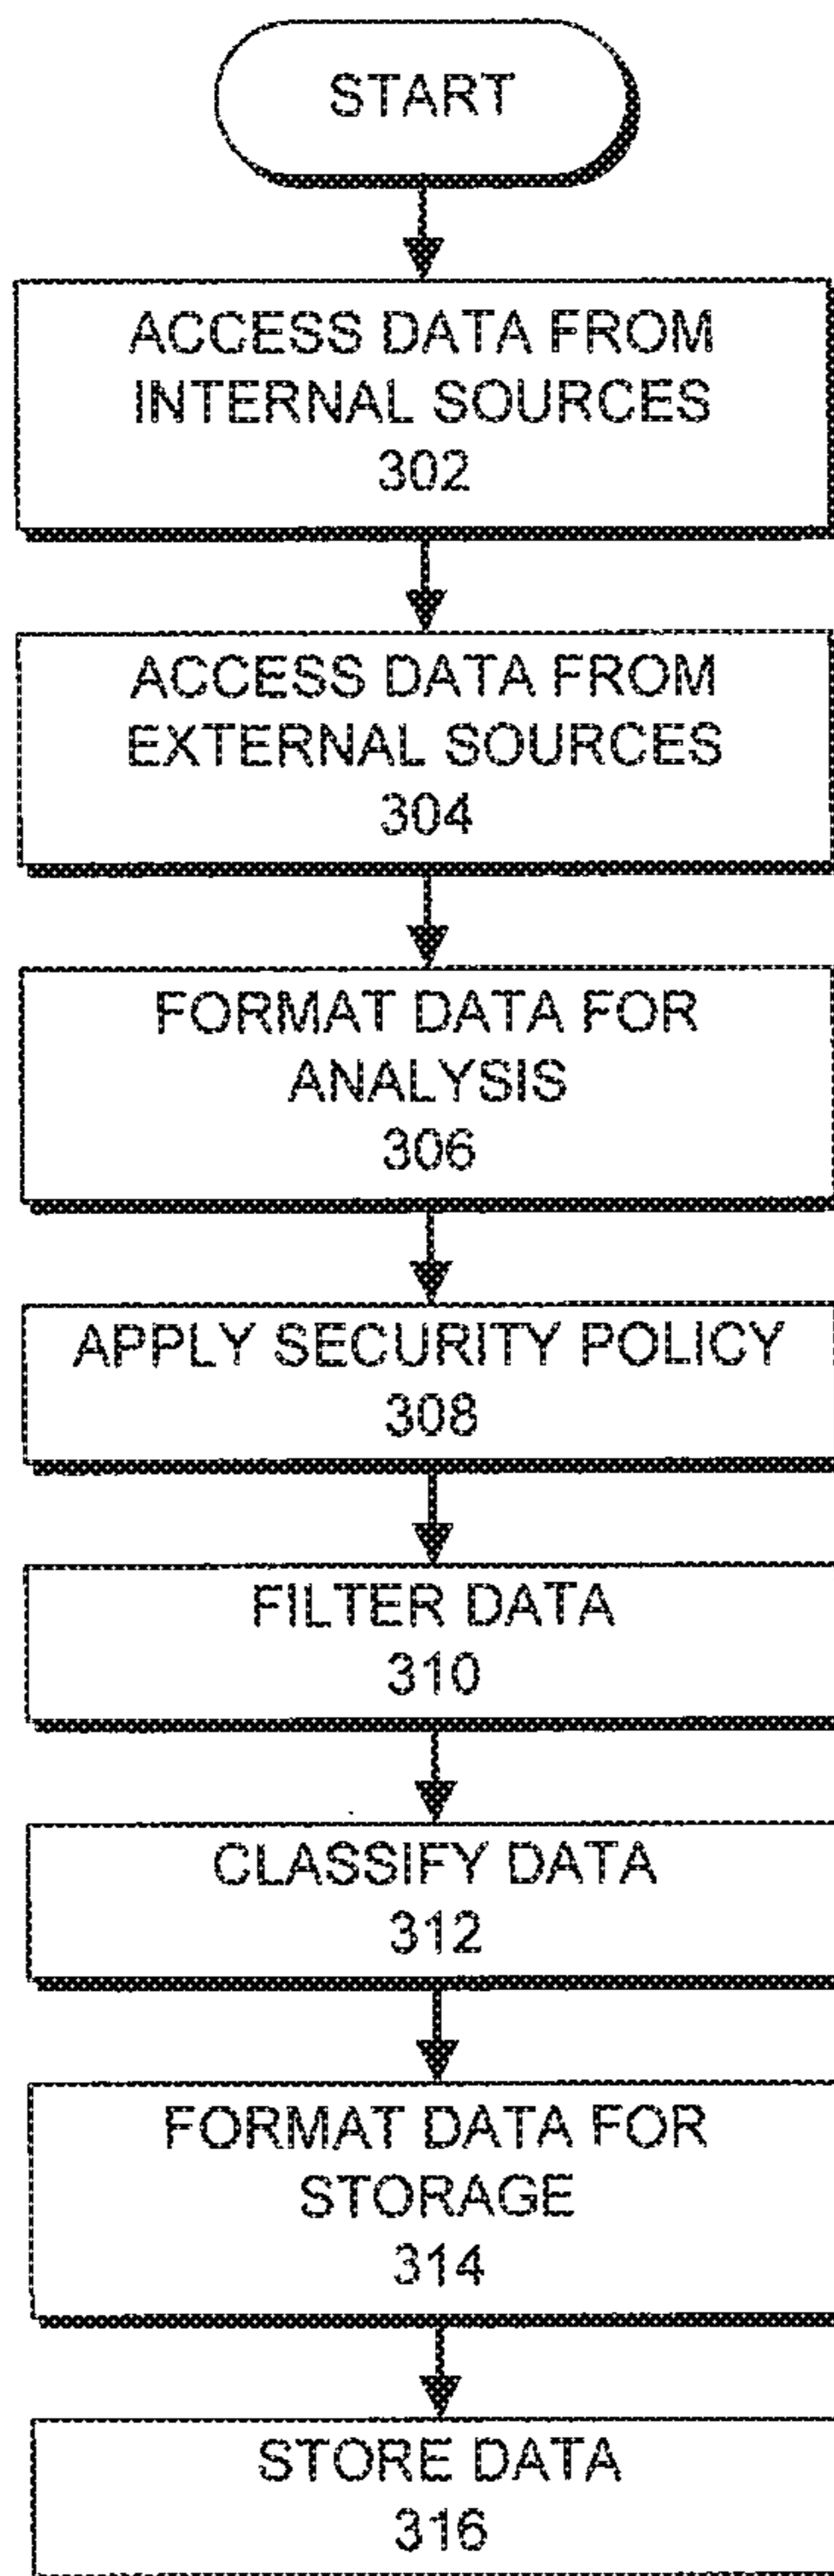 START
ACCESS DATA FROM
INTERNAL SOURCES
302
ACCESS DATA FROM
EXTERNAL SOURCES
304
FORMAT DATA FOR
ANALYSIS
306
APPLY SECURITY POLICY
308
FILTER DATA
310
CLASSIFY DATA
312
FORMAT DATA FOR
STORAGE
314
STORE DATA
316